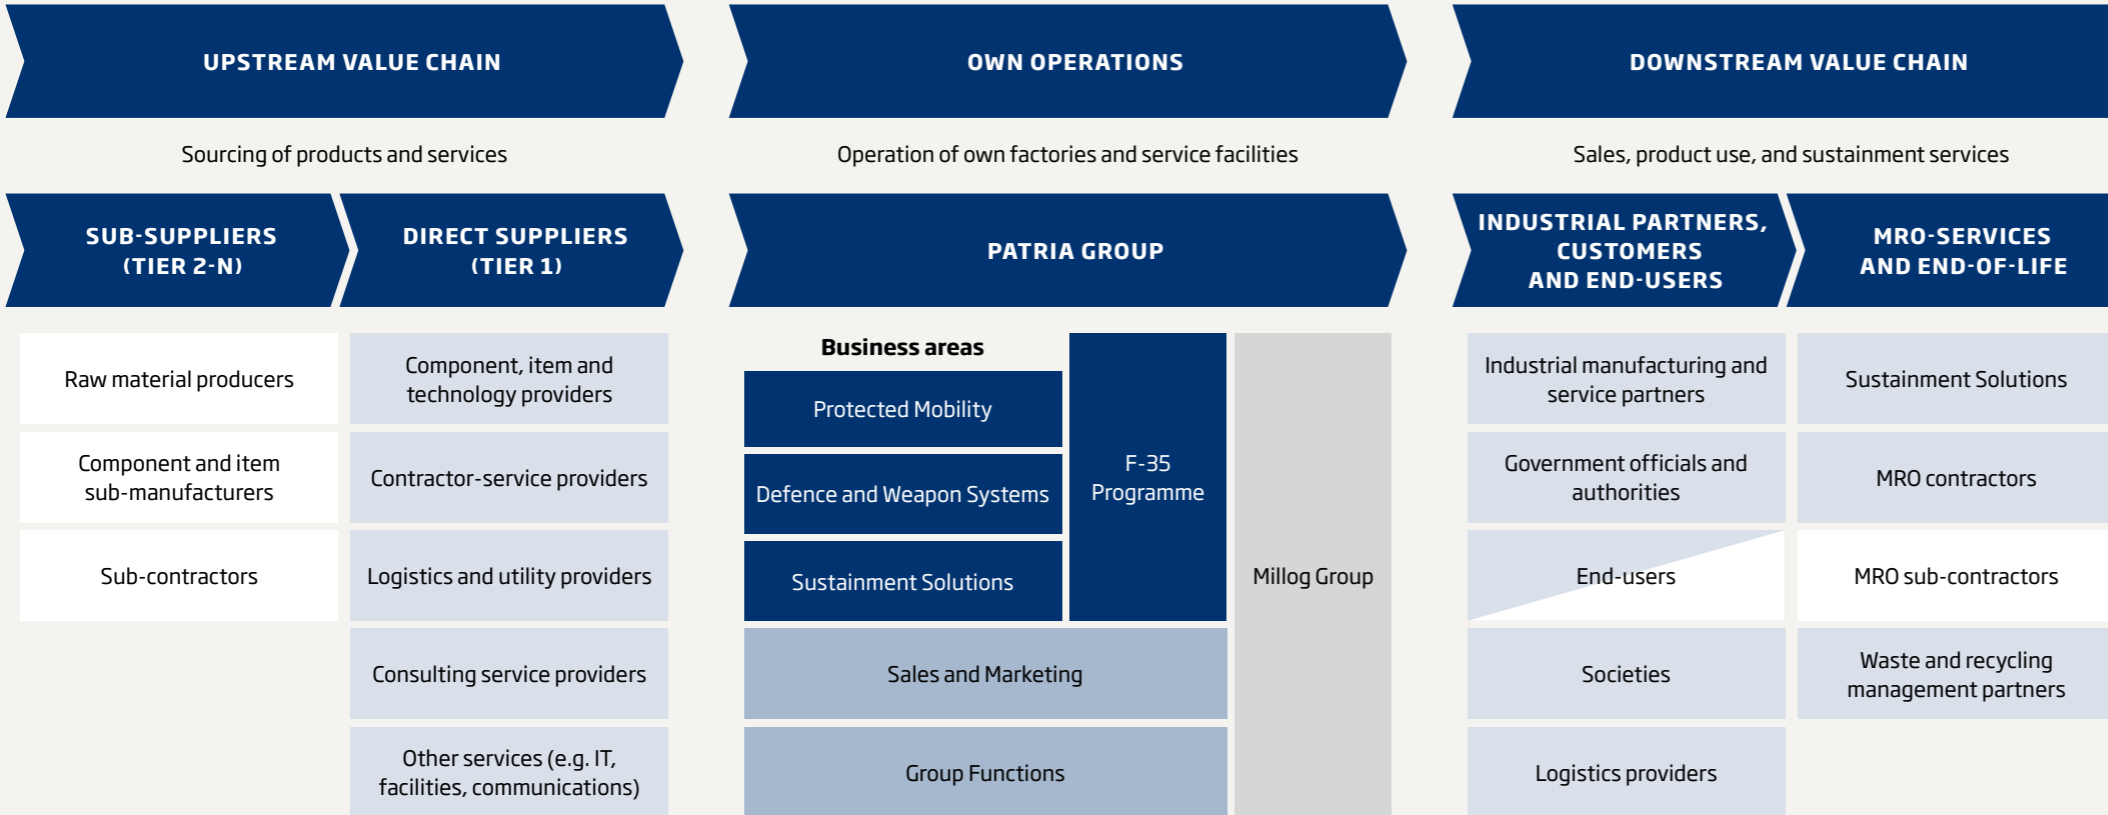 UPSTREAM VALUE CHAIN
OWN OPERATIONS
DOWNSTREAM VALUE CHAIN
Sourcing of products and services
Operation of own factories and service facilities
Sales, product use, and sustainment services
SUB-SUPPLIERS
(TIER 2-N)
DIRECT SUPPLIERS
(TIER 1)
PATRIA GROUP
INDUSTRIAL PARTNERS,
CUSTOMERS
AND END-USERS
MRO-SERVICES
AND END-OF-LIFE
Raw material producers
Component and item
sub-manufacturers
Sub-contractors
Component, item and
technology providers
Contractor-service providers
Logistics and utility providers
Consulting service providers
Other services (e.g. IT,
facilities, communications)
Business areas
Protected Mobility
Defence and Weapon Systems
Sustainment Solutions
F-35
Programme
Sales and Marketing
Group Functions
Millog Group
Industrial manufacturing and
service partners
Government officials and
authorities
End-users
Societies
Logistics providers
Sustainment Solutions
MRO contractors
MRO sub-contractors
Waste and recycling
management partners